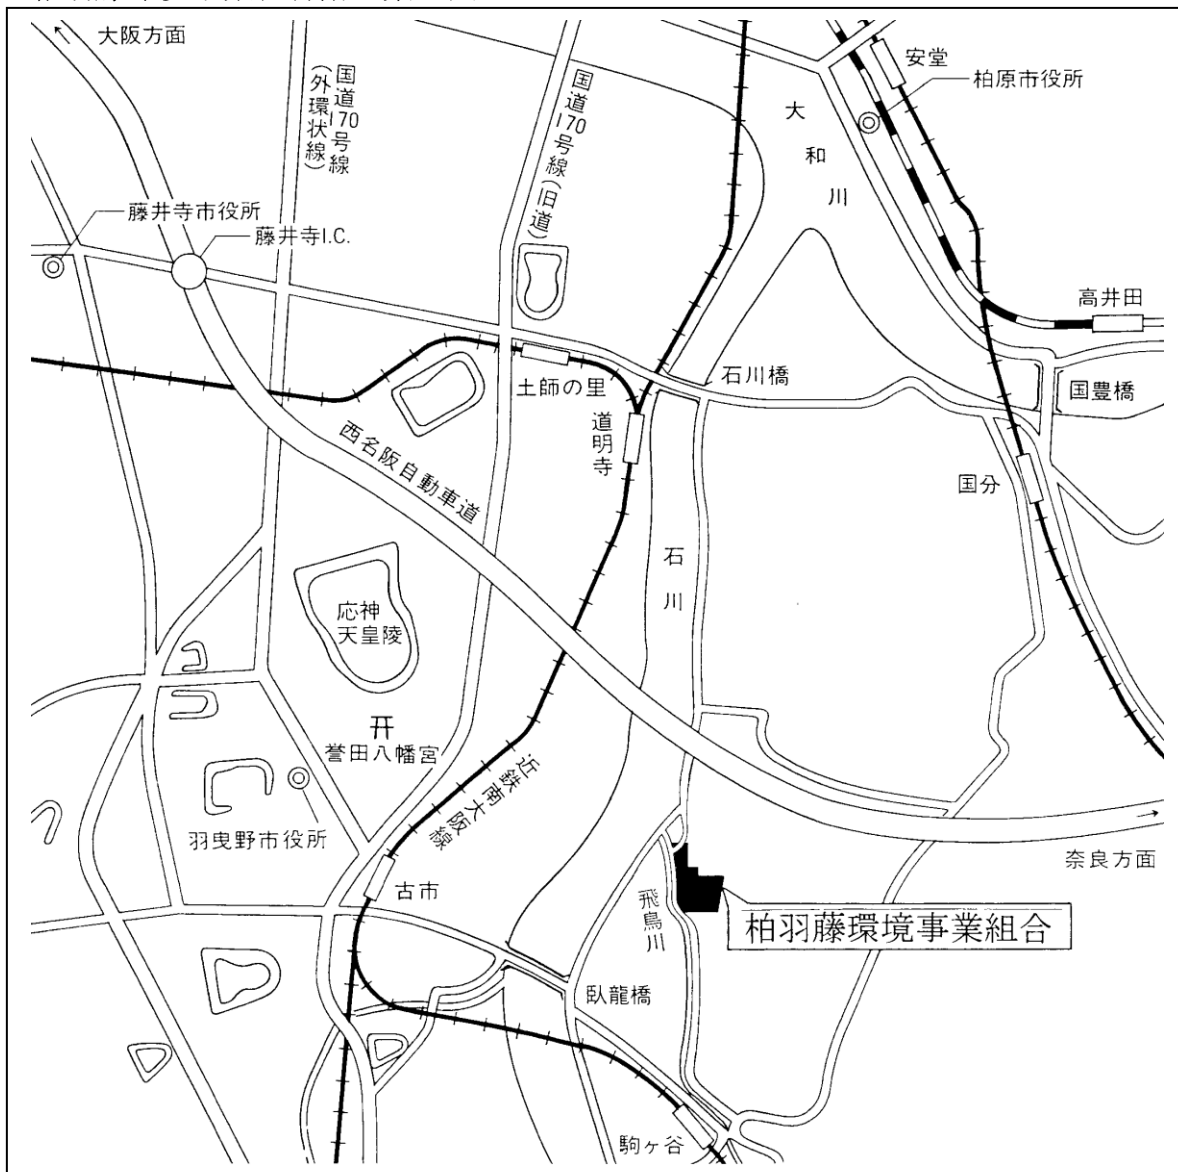 大阪方面
国道170号線
(外環状線)
国道170号線(旧道)
安堂
柏原市役所
大和川
藤井寺市役所
藤井寺I.C.
高井田
石川橋
国豊橋
土師の里
道明寺
国分
西名阪自動車道
石川
応神
天皇陵
誉田八幡宮
近鉄南大阪線
羽曳野市役所
奈良方面
古市
飛鳥川
柏羽藤環境事業組合
臥龍橋
駒ヶ谷